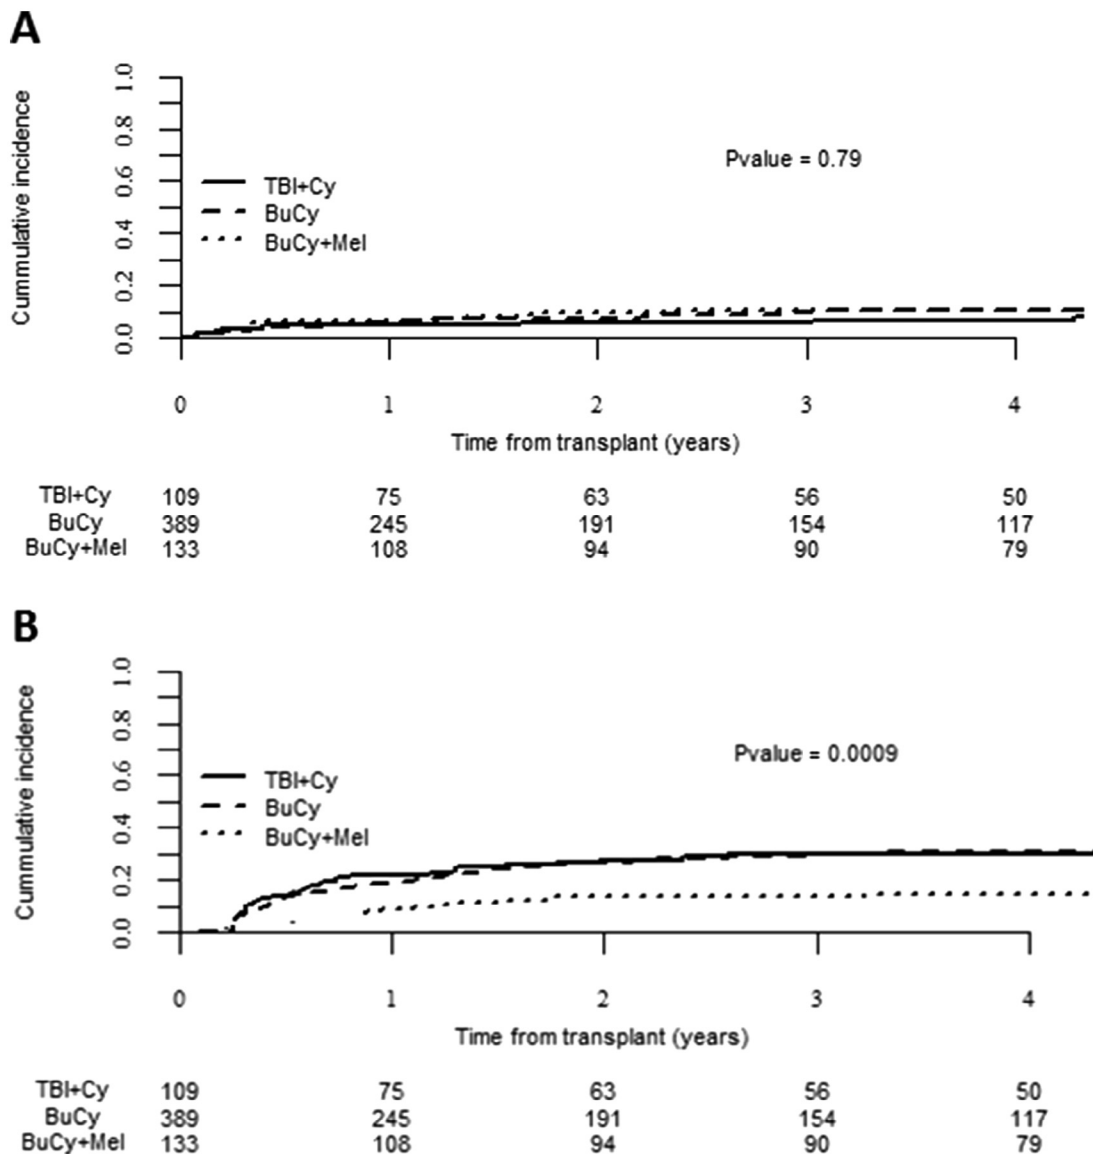 A
Cummulative incidence
0.0 0.2 0.4 0.6 0.8 1.0
Pvalue = 0.79
TBI+Cy
BuCy
BuCy+Mel
0 1 2 3 4
Time from transplant (years)
TBI+Cy 109 75 63 56 50
BuCy 389 245 191 154 117
BuCy+Mel 133 108 94 90 79
B
Cummulative incidence
0.0 0.2 0.4 0.6 0.8 1.0
Pvalue = 0.0009
TBI+Cy
BuCy
BuCy+Mel
0 1 2 3 4
Time from transplant (years)
TBI+Cy 109 75 63 56 50
BuCy 389 245 191 154 117
BuCy+Mel 133 108 94 90 79